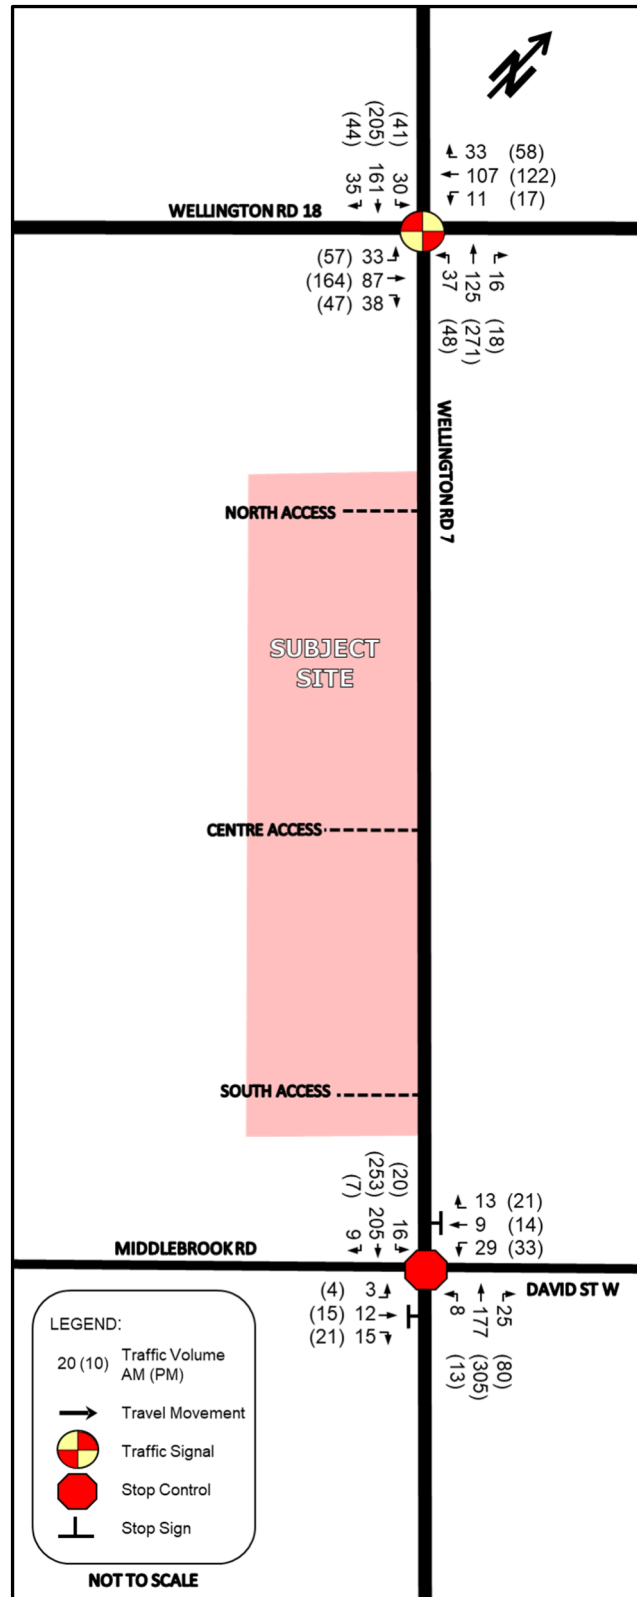 N
(44) (205) (41)
35 161 30
33 (58)
107 (122)
11 (17)
WELLINGTON RD 18
(57) 33
(164) 87
(47) 38
37 125 16
(48) (271) (18)
WELLINGTON RD 7
NORTH ACCESS
SUBJECT
SITE
CENTRE ACCESS
SOUTH ACCESS
(7) (253) (20)
9 205 16
13 (21)
9 (14)
29 (33)
MIDDLEBROOK RD
DAVID ST W
(4) 3
(15) 12
(21) 15
8 177 25
(13) (305) (80)
LEGEND:
20 (10) Traffic Volume
AM (PM)
Travel Movement
Traffic Signal
Stop Control
Stop Sign
NOT TO SCALE